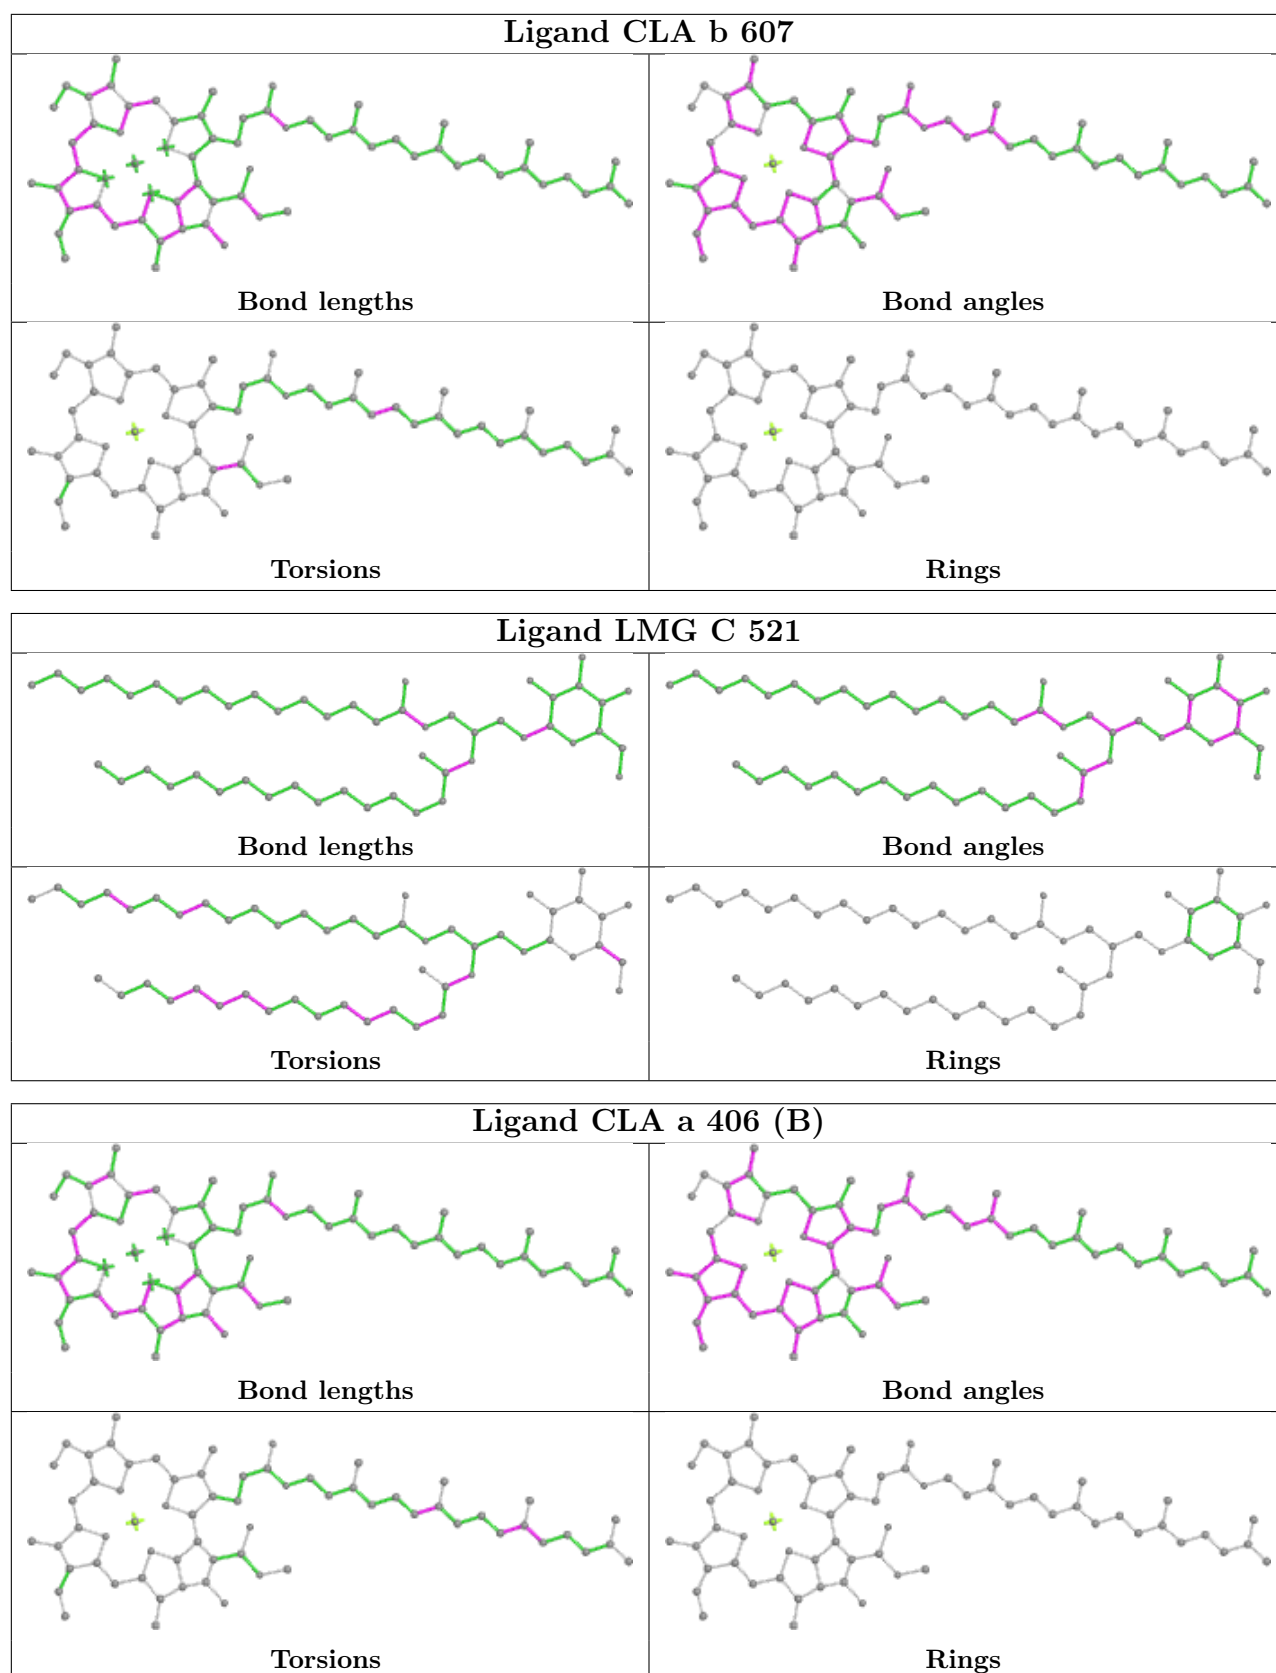 Ligand CLA b 607
Bond lengths
Bond angles
Torsions
Rings
Ligand LMG C 521
Bond lengths
Bond angles
Torsions
Rings
Ligand CLA a 406 (B)
Bond lengths
Bond angles
Torsions
Rings